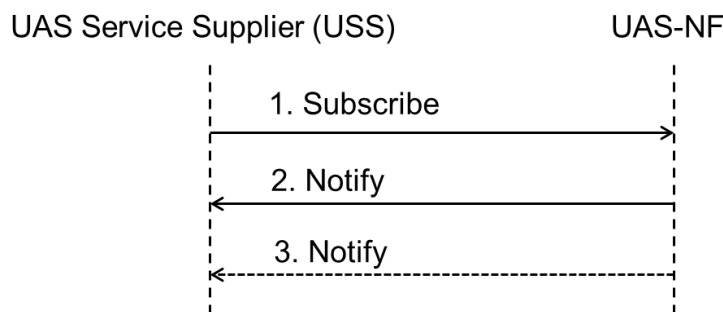 UAS Service Supplier (USS) UAS-NF
1. Subscribe
2. Notify
3. Notify